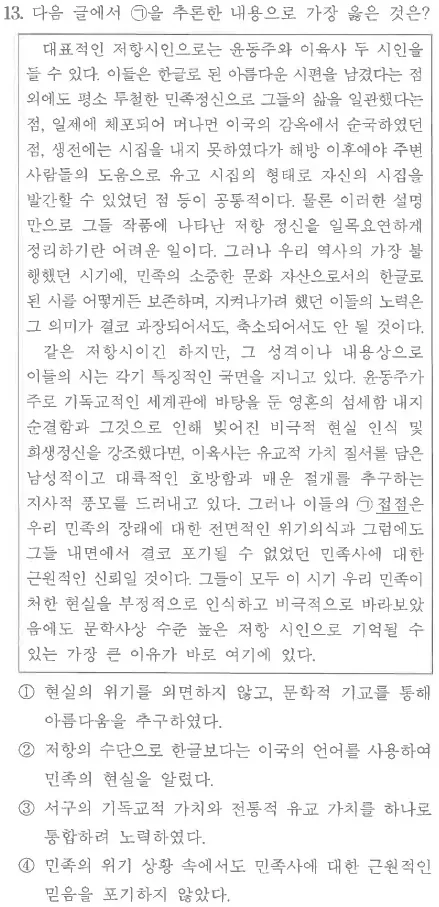 13. 다음 글에서 ㉠을 추론한 내용으로 가장 옳은 것은?
대표적인 저항시인으로는 윤동주와 이육사 두 시인을
들 수 있다. 이들은 한글로 된 아름다운 시편을 남겼다는 점
외에도 평소 투철한 민족정신으로 그들의 삶을 일관했다는
점, 일제에 체포되어 머나먼 이국의 감옥에서 순국하였던
점, 생전에는 시집을 내지 못하였다가 해방 이후에야 주변
사람들의 도움으로 유고 시집의 형태로 자신의 시집을
발간할 수 있었던 점 등이 공통적이다. 물론 이러한 설명
만으로 그들 작품에 나타난 저항 정신을 일목요연하게
정리하기란 어려운 일이다. 그러나 우리 역사의 가장 불
행했던 시기에, 민족의 소중한 문화 자산으로서의 한글로
된 시를 어떻게든 보존하며, 지켜나가려 했던 이들의 노력은
그 의미가 결코 과장되어서도, 축소되어서도 안 될 것이다.
같은 저항시이긴 하지만, 그 성격이나 내용상으로
이들의 시는 각기 특징적인 국면을 지니고 있다. 윤동주가
주로 기독교적인 세계관에 바탕을 둔 영혼의 섬세함 내지
순결함과 그것으로 인해 빚어진 비극적 현실 인식 및
희생정신을 강조했다면, 이육사는 유교적 가치 질서를 담은
남성적이고 대륙적인 호방함과 매운 절개를 추구하는
지사적 풍모를 드러내고 있다. 그러나 이들의 ㉠접점은
우리 민족의 장래에 대한 전면적인 위기의식과 그럼에도
그들 내면에서 결코 포기될 수 없었던 민족사에 대한
근원적인 신뢰일 것이다. 그들이 모두 이 시기 우리 민족이
처한 현실을 부정적으로 인식하고 비극적으로 바라보았
음에도 문학사상 수준 높은 저항 시인으로 기억될 수
있는 가장 큰 이유가 바로 여기에 있다.
① 현실의 위기를 외면하지 않고, 문학적 기교를 통해
아름다움을 추구하였다.
② 저항의 수단으로 한글보다는 이국의 언어를 사용하여
민족의 현실을 알렸다.
③ 서구의 기독교적 가치와 전통적 유교 가치를 하나로
통합하려 노력하였다.
④ 민족의 위기 상황 속에서도 민족사에 대한 근원적인
믿음을 포기하지 않았다.